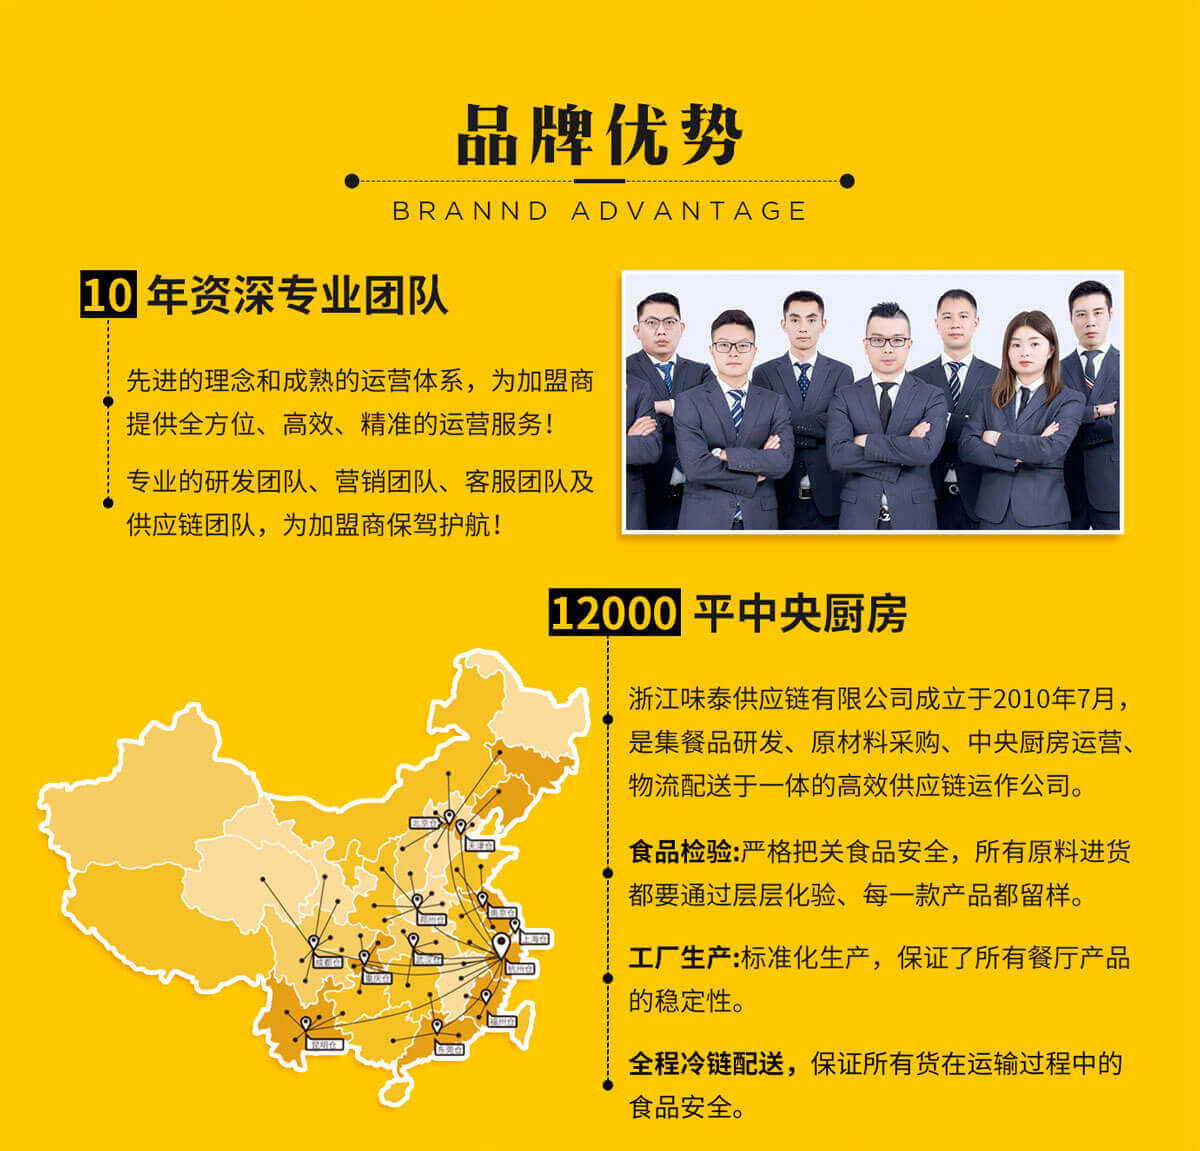 品牌优势
BRANND ADVANTAGE
10 年资深专业团队
先进的理念和成熟的运营体系，为加盟商
提供全方位、高效、精准的运营服务！
专业的研发团队、营销团队、客服团队及
供应链团队，为加盟商保驾护航！
12000 平中央厨房
浙江味泰供应链有限公司成立于2010年7月，
是集餐品研发、原材料采购、中央厨房运营、
物流配送于一体的高效供应链运作公司。
食品检验:严格把关食品安全，所有原料进货
都要通过层层化验、每一款产品都留样。
工厂生产:标准化生产，保证了所有餐厅产品
的稳定性。
全程冷链配送，保证所有货在运输过程中的
食品安全。
北京仓
天津仓
郑州仓
南京仓
上海仓
成都仓
重庆仓
武汉仓
杭州仓
福州仓
昆明仓
东莞仓